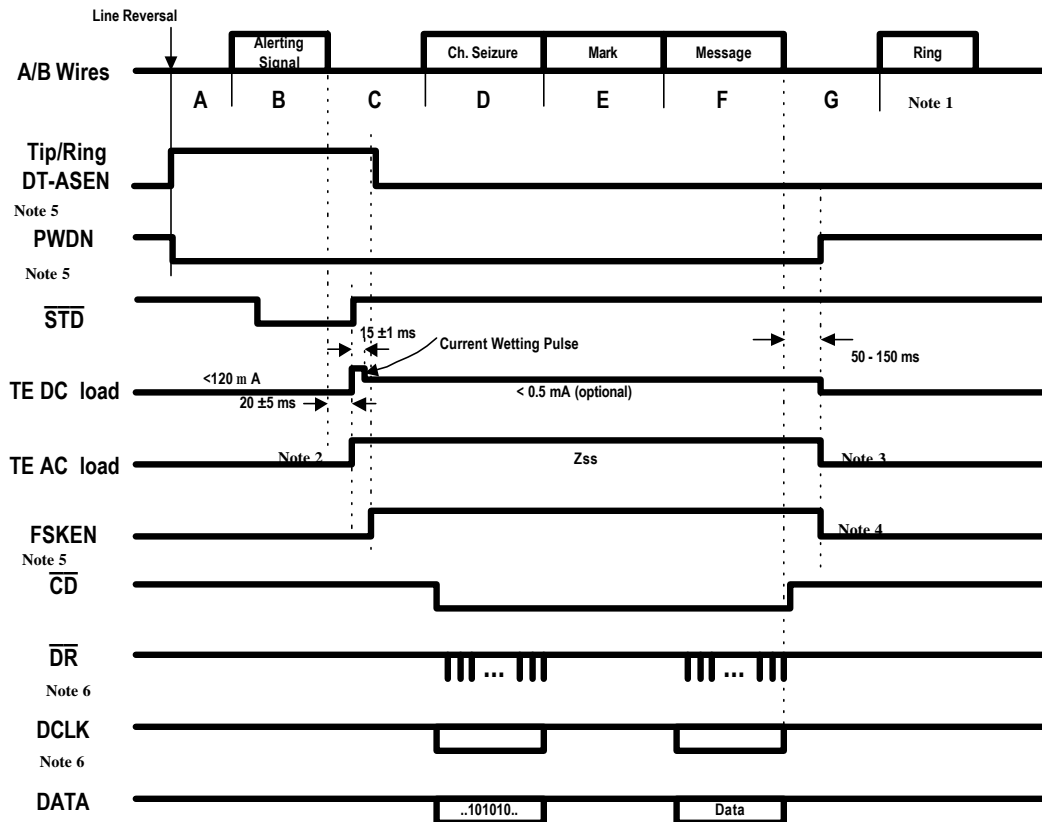 Line Reversal
Alerting
Signal
Ch. Seizure
Mark
Message
Ring
A/B Wires
A
B
C
D
E
F
G
Note 1
Tip/Ring
DT-ASEN
Note 5
PWDN
Note 5
STD
15 ±1 ms
Current Wetting Pulse
50 - 150 ms
TE DC load
<120 m A
< 0.5 mA (optional)
20 ±5 ms
TE AC load
Note 2
Zss
Note 3
FSKEN
Note 4
Note 5
CD
DR
...
...
Note 6
DCLK
Note 6
DATA
..101010..
Data